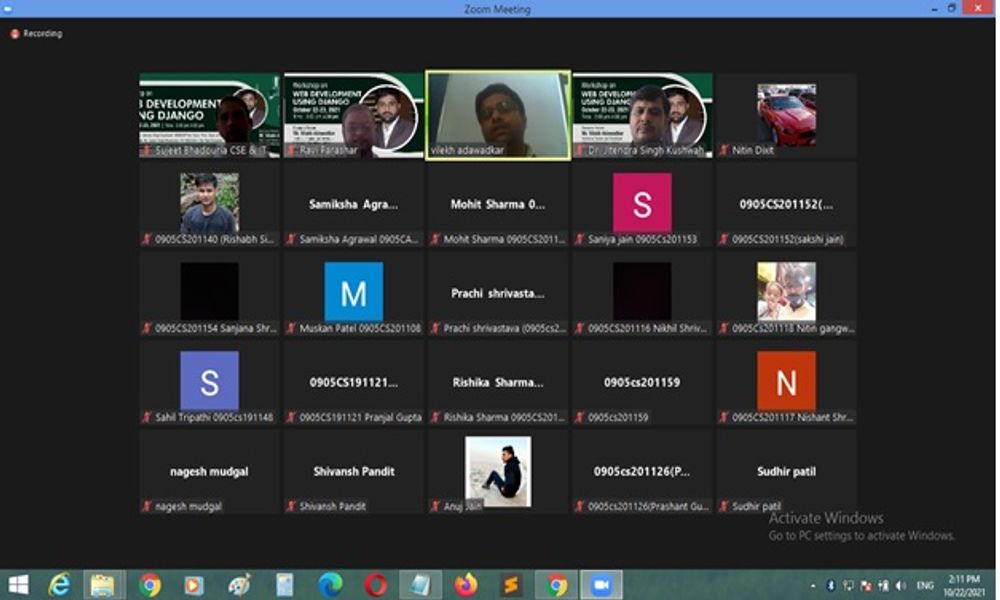 Zoom Meeting
Recording
B DEVELOPMENT
NG DJANGO
Sujeet Bhadouria CSE & IT
Workshop on
WEB DEVELOPMENT
USING DJANGO
October 22-23, 2021
Ravi Parashar
vilekh adawadkar
Workshop on
WEB DE
USING D
October 22-23
Dr. Jitendra Singh Kushwah
Nitin Dixit
0905CS201140 (Rishabh Si...
Samiksha Agra...
Samiksha Agrawal 0905CA...
Mohit Sharma 0...
Mohit Sharma 0905CS2011...
S
Saniya jain 0905Cs201153
0905CS201152(...
0905CS201152(sakshi jain)
0905CS201154 Sanjana Shr...
M
Muskan Patel 0905CS201108
Prachi shrivasta...
Prachi shrivastava (0905cs2...
0905CS201116 Nikhil Shriv...
0905Cs201118 Nitin gangw...
S
Sahil Tripathi 0905cs191148
0905CS191121...
0905CS191121 Pranjal Gupta
Rishika Sharma...
Rishika Sharma 0905CS201...
0905cs201159
0905cs201159
N
0905CS201117 Nishant Shr...
nagesh mudgal
nagesh mudgal
Shivansh Pandit
Shivansh Pandit
Anuj Jain
0905cs201126(P...
0905cs201126(Prashant Gu...
Sudhir patil
Sudhir patil
Activate Windows
Go to PC settings to activate Windows.
ENG
2:11 PM
10/22/2021